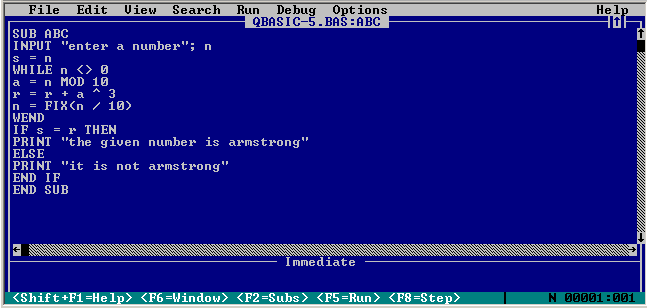 File Edit View Search Run Debug Options Help
QBASIC-5.BAS:ABC
SUB ABC
INPUT "enter a number"; n
s = n
WHILE n <> 0
a = n MOD 10
r = r + a ^ 3
n = FIX(n / 10)
WEND
IF s = r THEN
PRINT "the given number is armstrong"
ELSE
PRINT "it is not armstrong"
END IF
END SUB
Immediate
<Shift+F1=Help> <F6=Window> <F2=Subs> <F5=Run> <F8=Step> N 00001:001